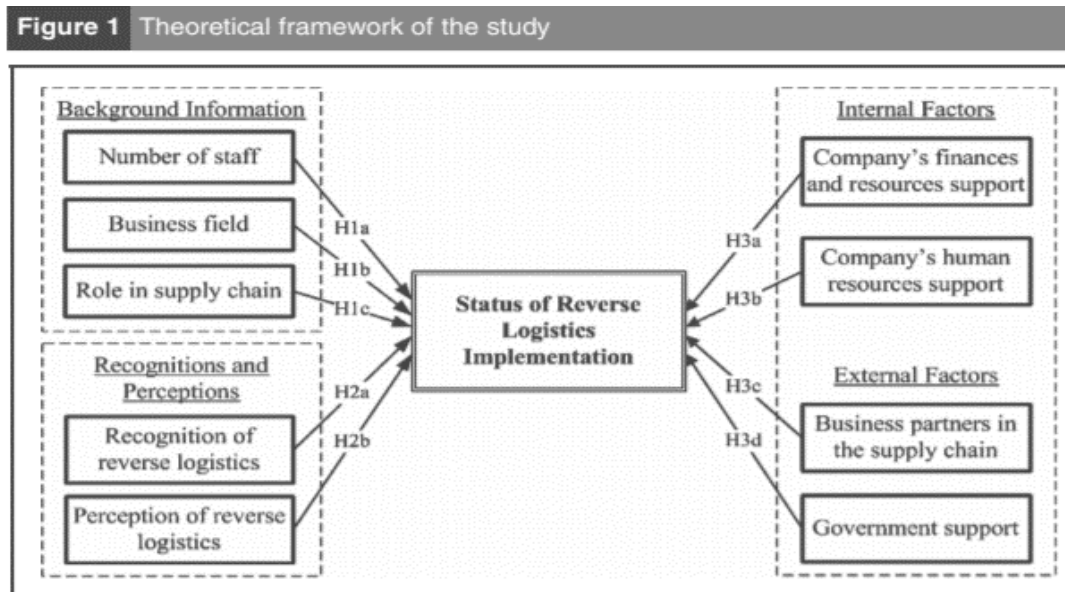 Figure 1 Theoretical framework of the study
Background Information
Number of staff
Business field
Role in supply chain
Recognitions and
Perceptions
Recognition of
reverse logistics
Perception of reverse
logistics
H1a
H1b
H1c
H2a
H2b
Status of Reverse
Logistics
Implementation
H3a
H3b
H3c
H3d
Internal Factors
Company's finances
and resources support
Company's human
resources support
External Factors
Business partners in
the supply chain
Government support